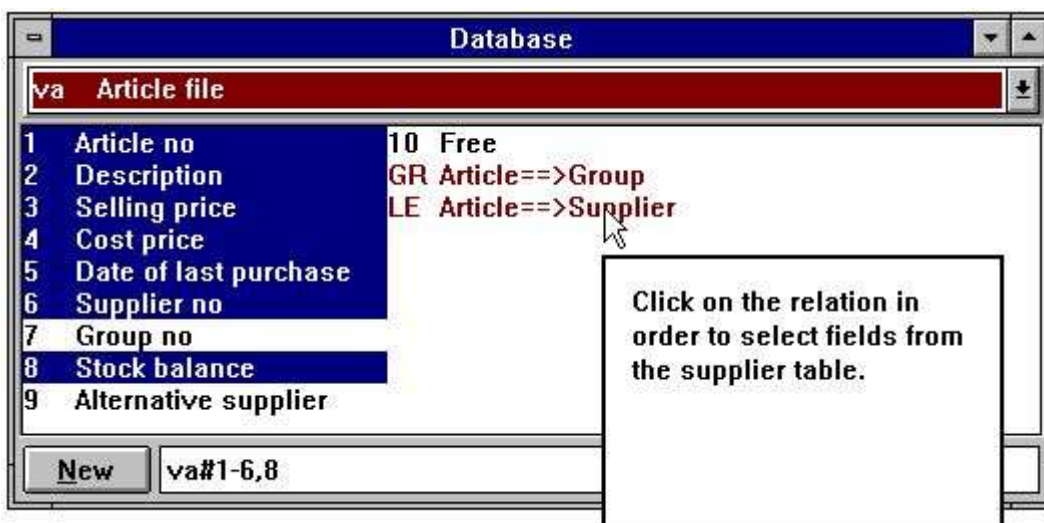 Database
va Article file
1 Article no
2 Description
3 Selling price
4 Cost price
5 Date of last purchase
6 Supplier no
7 Group no
8 Stock balance
9 Alternative supplier
10 Free
GR Article==>Group
LE Article==>Supplier
Click on the relation in
order to select fields from
the supplier table.
New va#1-6,8